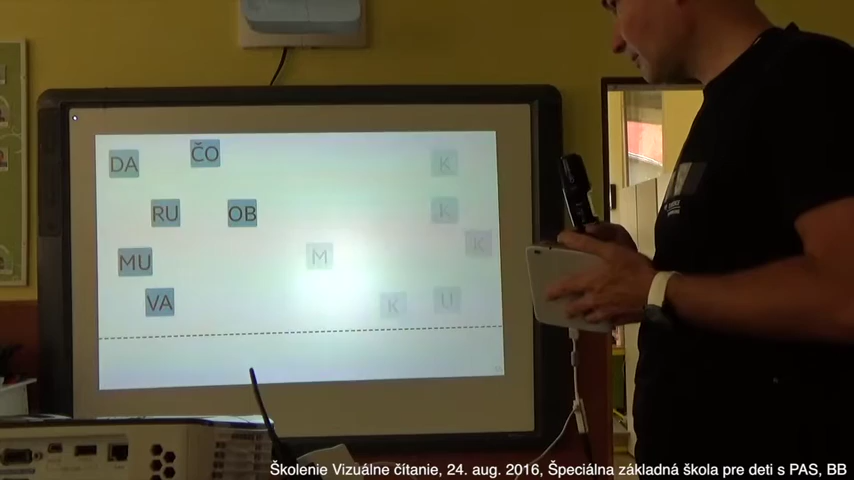 DA ČO K
RU OB K
MU M K
VA K U
Školenie Vizuálne čítanie, 24. aug. 2016, Špeciálna základná škola pre deti s PAS, BB